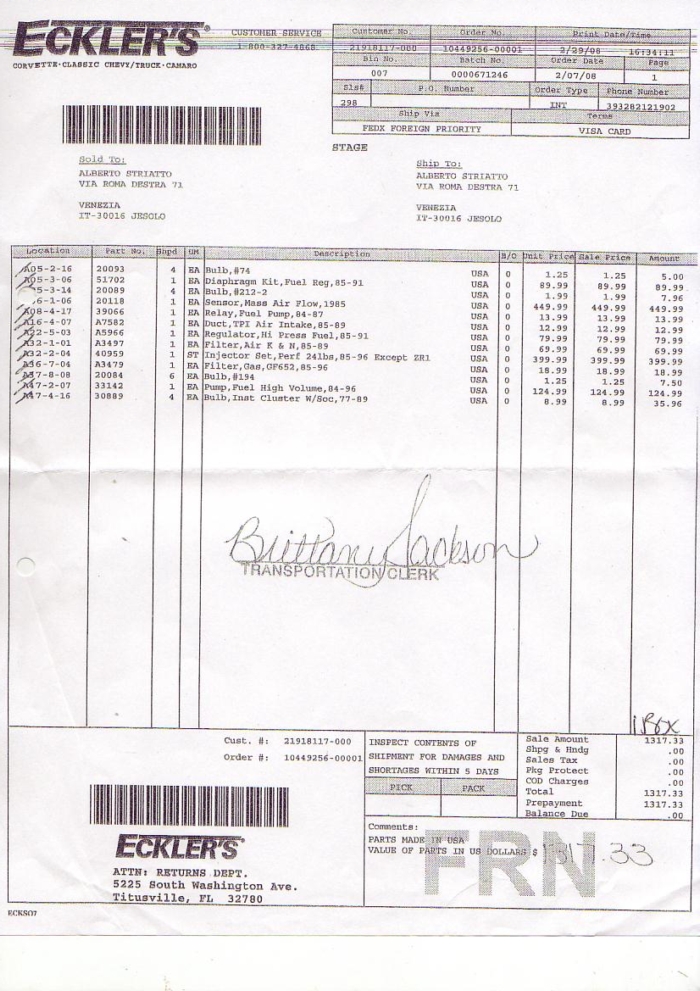 ECKLER'S
CORVETTE·CLASSIC CHEVY/TRUCK·CAMARO
CUSTOMER SERVICE
1-800-327-4868
Customer No. Order No. Print Date/Time
21918117-000 10449256-00001 2/29/08 16:34:11
Bin No. Batch No. Order Date Page
007 0000671246 2/07/08 1
Sls# P.O. Number Order Type Phone Number
298 INT 393282121902
Ship Via Terms
FEDX FOREIGN PRIORITY VISA CARD
STAGE
Sold To: Ship To:
ALBERTO STRIATTO ALBERTO STRIATTO
VIA ROMA DESTRA 71 VIA ROMA DESTRA 71
VENEZIA VENEZIA
IT-30016 JESOLO IT-30016 JESOLO
Location Part No. Shpd UM Description B/O Unit Price Sale Price Amount
A05-2-16 20093 4 EA Bulb,#74 USA 0 1.25 1.25 5.00
A05-3-06 51702 1 EA Diaphragm Kit,Fuel Reg,85-91 USA 0 89.99 89.99 89.99
5-3-14 20089 4 EA Bulb,#212-2 USA 0 1.99 1.99 7.96
6-1-06 20118 1 EA Sensor,Mass Air Flow,1985 USA 0 449.99 449.99 449.99
A08-4-17 39066 1 EA Relay,Fuel Pump,84-87 USA 0 13.99 13.99 13.99
A16-4-07 A7582 1 EA Duct,TPI Air Intake,85-89 USA 0 12.99 12.99 12.99
A22-5-03 A5966 1 EA Regulator,Hi Press Fuel,85-91 USA 0 79.99 79.99 79.99
A32-1-01 A3497 1 EA Filter,Air K & N,85-89 USA 0 69.99 69.99 69.99
A32-2-04 40959 1 ST Injector Set,Perf 24lbs,85-96 Except ZR1 USA 0 399.99 399.99 399.99
A36-7-04 A3479 1 EA Filter,Gas,GF652,85-96 USA 0 18.99 18.99 18.99
A37-8-08 20084 6 EA Bulb,#194 USA 0 1.25 1.25 7.50
A47-2-07 33142 1 EA Pump,Fuel High Volume,84-96 USA 0 124.99 124.99 124.99
A47-4-16 30889 4 EA Bulb,Inst Cluster W/Soc,77-89 USA 0 8.99 8.99 35.96
Brittany Jackson
TRANSPORTATION CLERK
1 Box
Cust. #: 21918117-000
Order #: 10449256-00001
INSPECT CONTENTS OF
SHIPMENT FOR DAMAGES AND
SHORTAGES WITHIN 5 DAYS
PICK PACK
Sale Amount 1317.33
Shpg & Hndg .00
Sales Tax .00
Pkg Protect .00
COD Charges .00
Total 1317.33
Prepayment 1317.33
Balance Due .00
ECKLER'S
ATTN: RETURNS DEPT.
5225 South Washington Ave.
Titusville, FL 32780
Comments:
PARTS MADE IN USA
VALUE OF PARTS IN US DOLLARS $ 1317.33
FRN
ECKS07